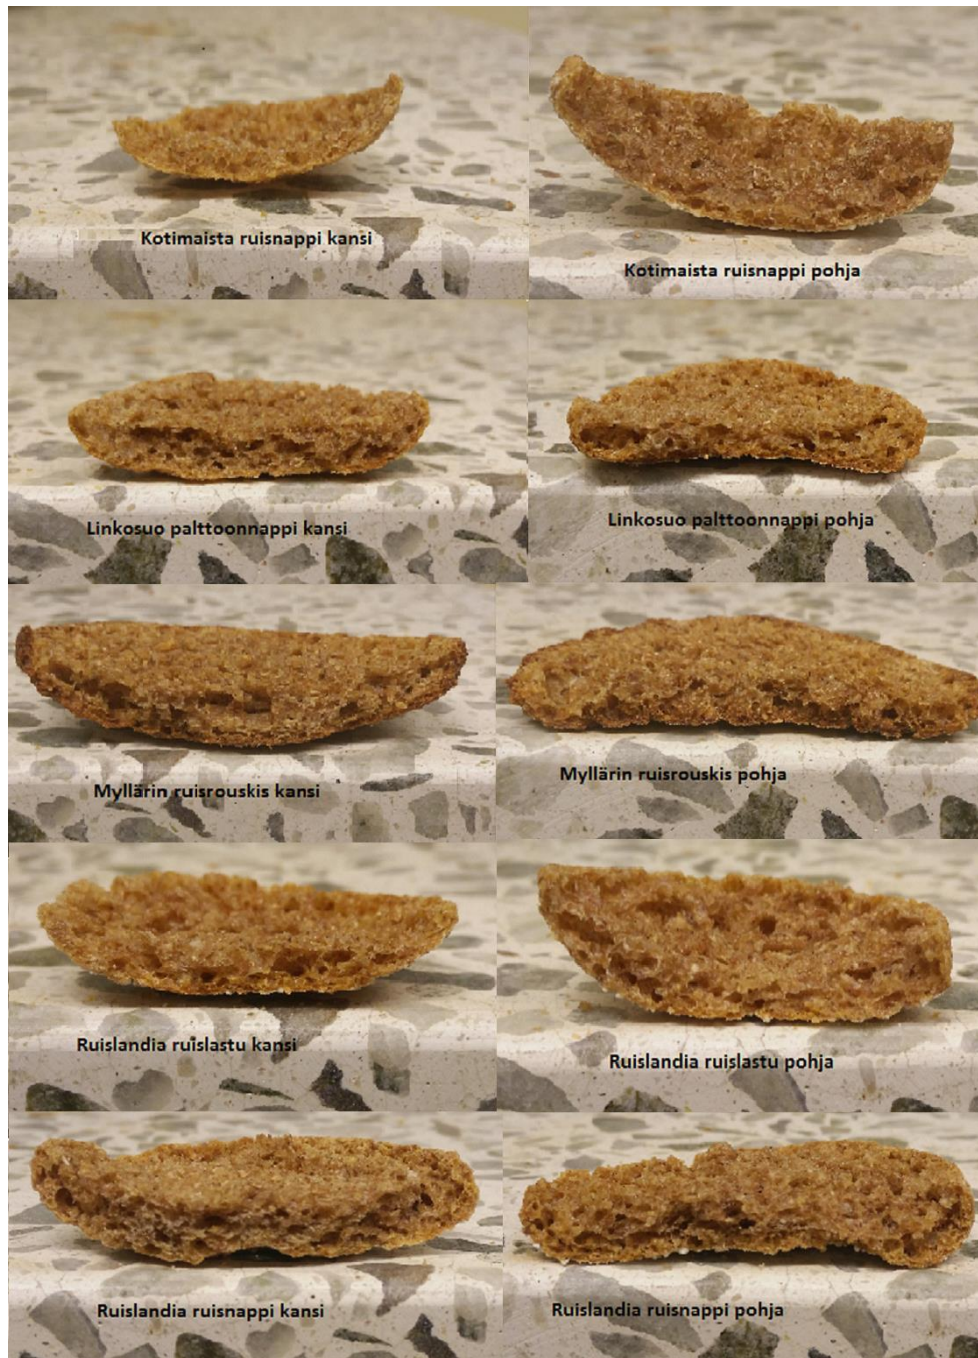 Kotimaista ruisnappi kansi
Kotimaista ruisnappi pohja
Linkosuo palttoonnappi kansi
Linkosuo palttoonnappi pohja
Myllärin ruisrouskis kansi
Myllärin ruisrouskis pohja
Ruislandia ruislastu kansi
Ruislandia ruislastu pohja
Ruislandia ruisnappi kansi
Ruislandia ruisnappi pohja